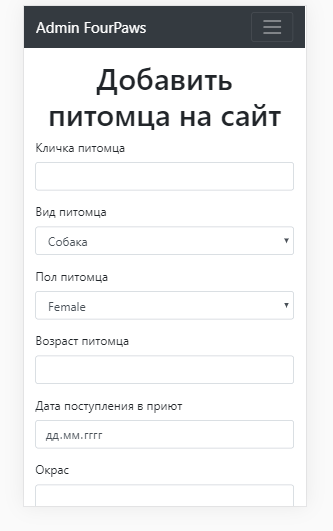 Admin FourPaws
Добавить
питомца на сайт
Кличка питомца
Вид питомца
Собака
Пол питомца
Female
Возраст питомца
Дата поступления в приют
дд.мм.гггг
Окрас